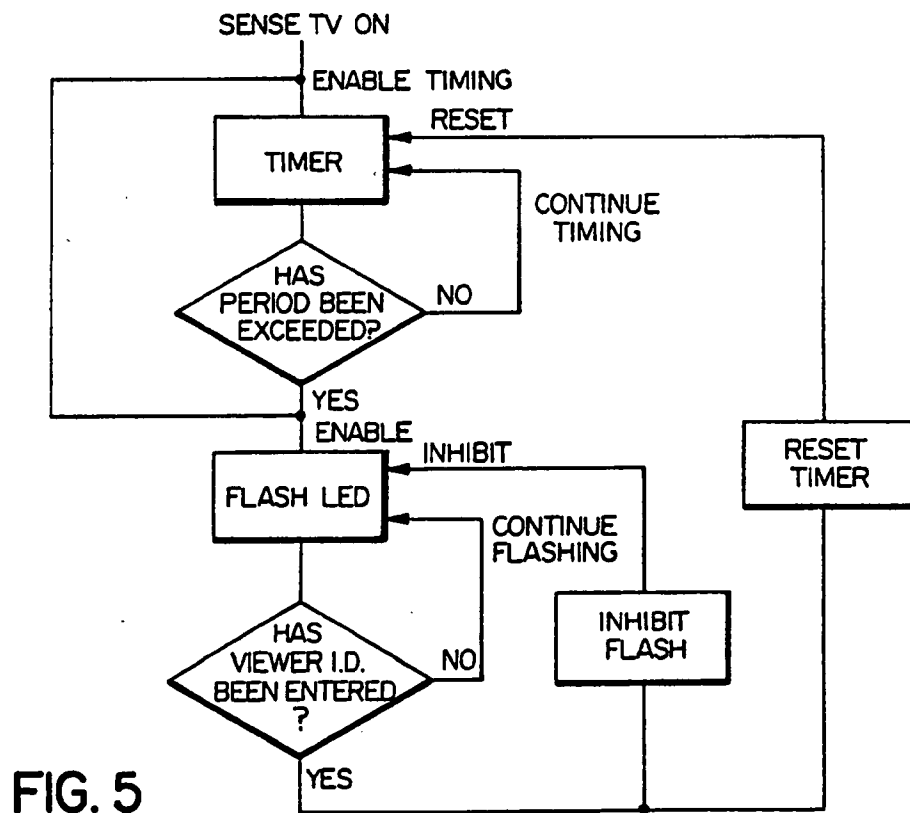 SENSE TV ON
ENABLE TIMING
RESET
TIMER
CONTINUE
TIMING
HAS
PERIOD BEEN
EXCEEDED?
NO
YES
ENABLE
INHIBIT
FLASH LED
RESET
TIMER
CONTINUE
FLASHING
INHIBIT
FLASH
HAS
VIEWER I.D.
BEEN ENTERED
?
NO
YES
FIG. 5